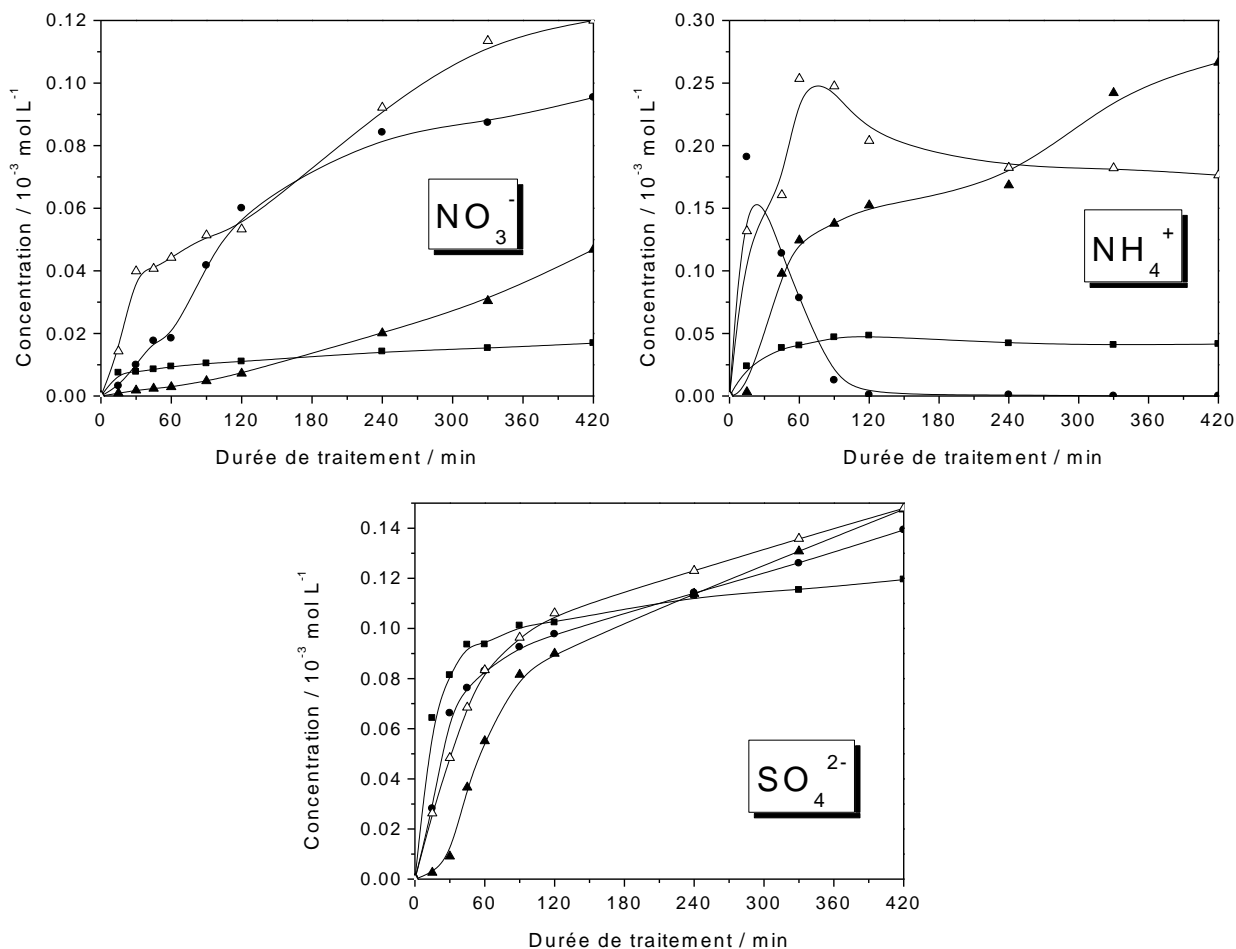 0.12
0.10
0.08
0.06
0.04
0.02
0.00
0 60 120 180 240 300 360 420
Concentration / 10⁻³ mol L⁻¹
Durée de traitement / min
NO₃⁻
0.30
0.25
0.20
0.15
0.10
0.05
0.00
0 60 120 180 240 300 360 420
Concentration / 10⁻³ mol L⁻¹
Durée de traitement / min
NH₄⁺
0.14
0.12
0.10
0.08
0.06
0.04
0.02
0.00
0 60 120 180 240 300 360 420
Concentration / 10⁻³ mol L⁻¹
Durée de traitement / min
SO₄²⁻